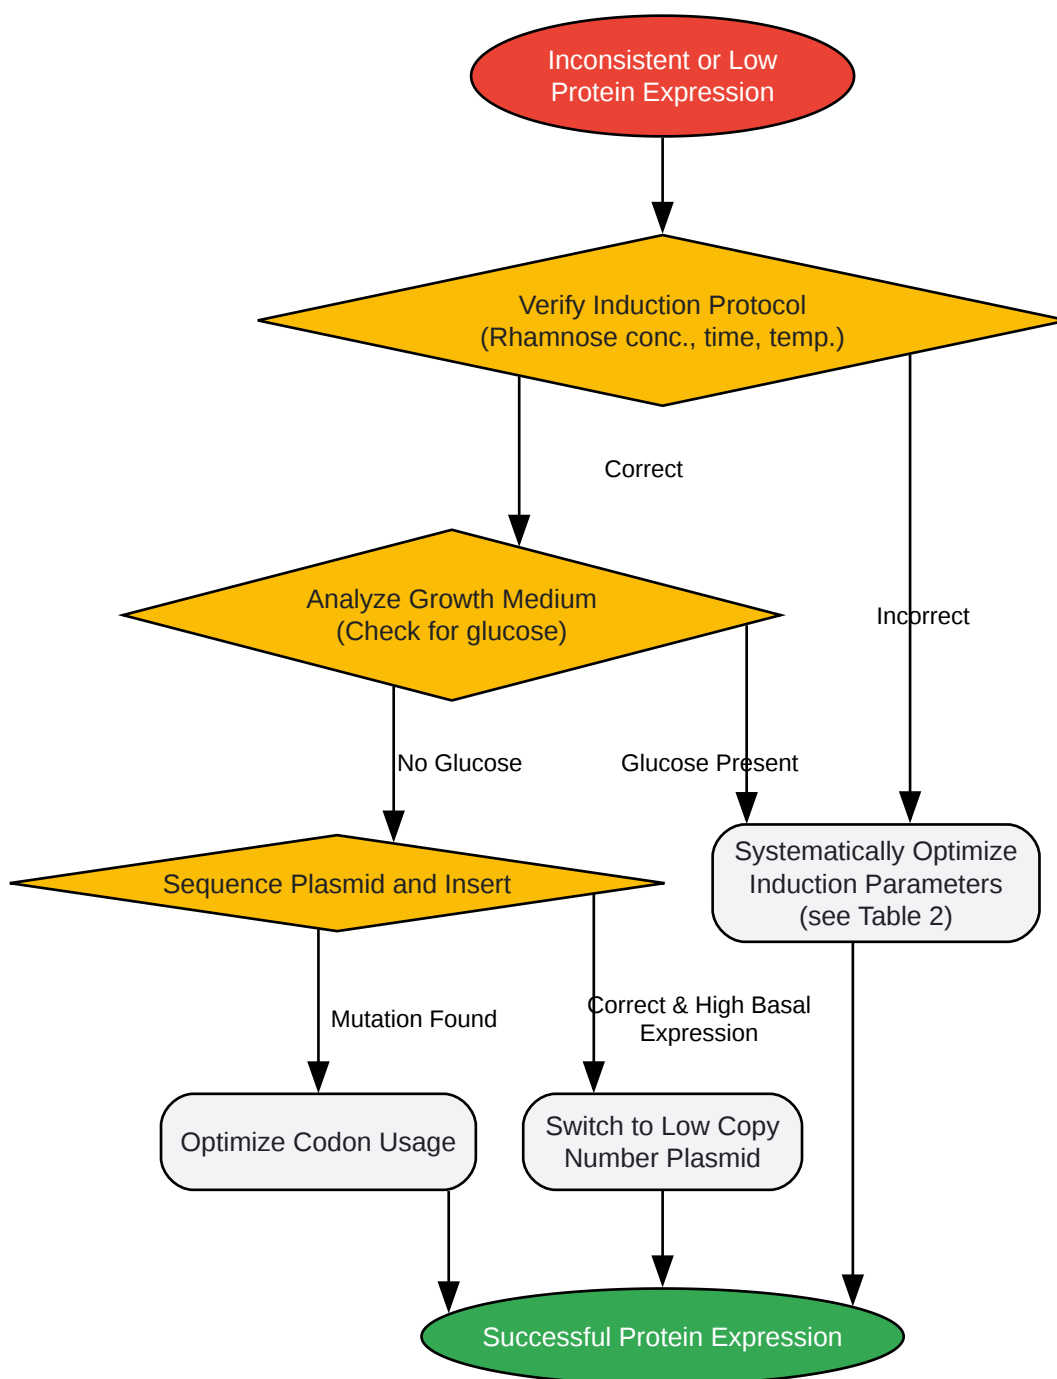 Inconsistent or Low
Protein Expression
Verify Induction Protocol
(Rhamnose conc., time, temp.)
Correct
Analyze Growth Medium
(Check for glucose)
Incorrect
No Glucose
Glucose Present
Systematically Optimize
Induction Parameters
(see Table 2)
Sequence Plasmid and Insert
Mutation Found
Correct & High Basal
Expression
Optimize Codon Usage
Switch to Low Copy
Number Plasmid
Successful Protein Expression